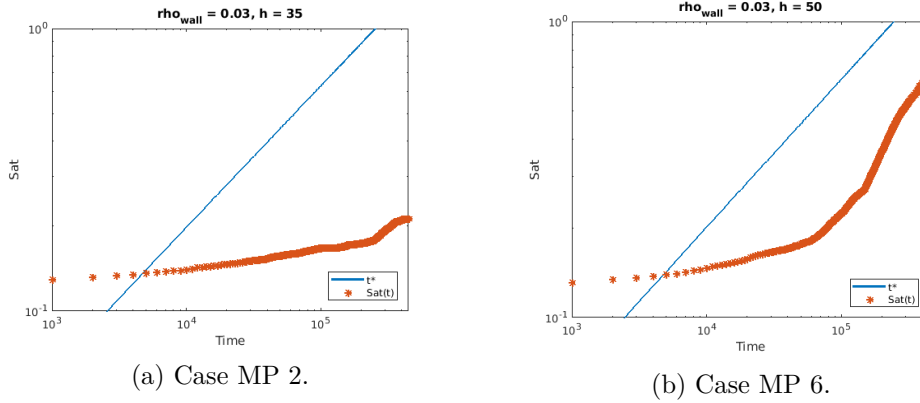 rho_wall = 0.03, h = 35
10^0
Sat
10^-1
t*
Sat(t)
10^3
10^4
10^5
Time
(a) Case MP 2.
rho_wall = 0.03, h = 50
10^0
Sat
10^-1
t*
Sat(t)
10^3
10^4
10^5
Time
(b) Case MP 6.